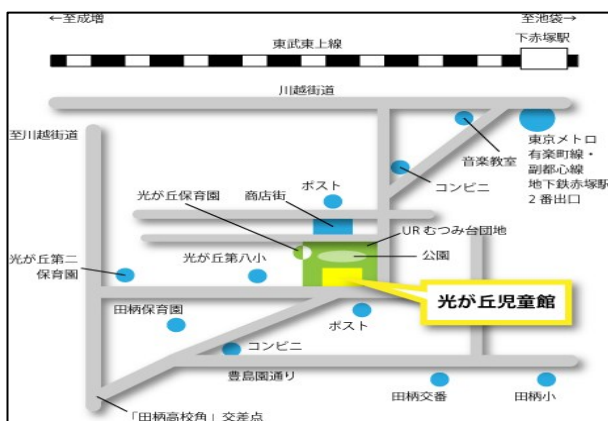 ←至成増
至池袋
下赤塚駅
東武東上線
川越街道
至川越街道
東京メトロ
有楽町線・
副都心線
地下鉄赤塚駅
2番出口
音楽教室
コンビニ
ポスト
光が丘保育園
商店街
URむつみ台団地
公園
光が丘第八小
光が丘第二
保育園
光が丘児童館
田柄保育園
ポスト
コンビニ
豊島園通り
田柄交番
田柄小
「田柄高校角」交差点